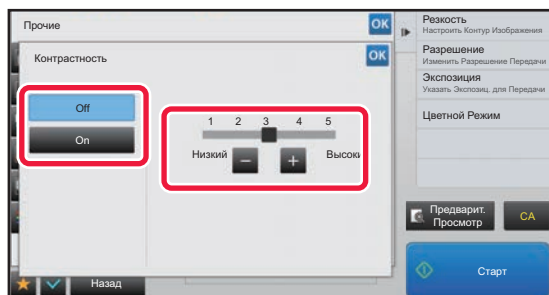 Прочие
OK
Контрастность
OK
Off
On
1 2 3 4 5
Низкий
Высоки
Назад
Резкость
Настроить Контур Изображения
Разрешение
Изменить Разрешение Передачи
Экспозиция
Указать Экспозиц. для Передачи
Цветной Режим
Предварит.
Просмотр
CA
Старт